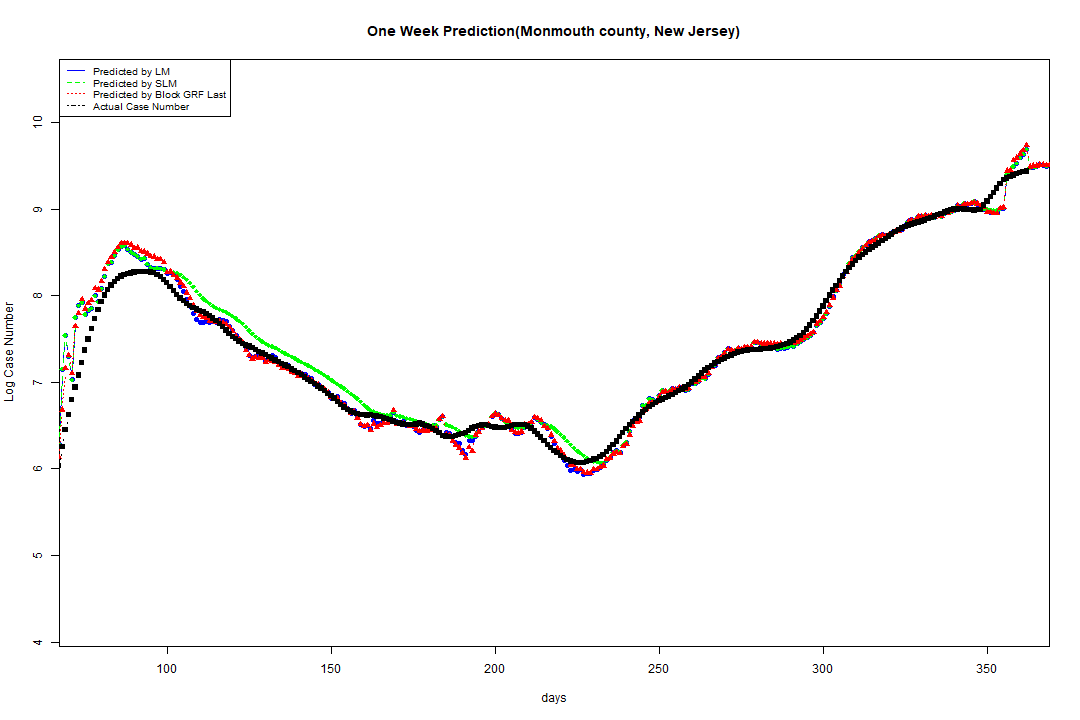 One Week Prediction(Monmouth county, New Jersey)
Predicted by LM
Predicted by SLM
Predicted by Block GRF Last
Actual Case Number
Log Case Number
10
9
8
7
6
5
4
100 150 200 250 300 350
days